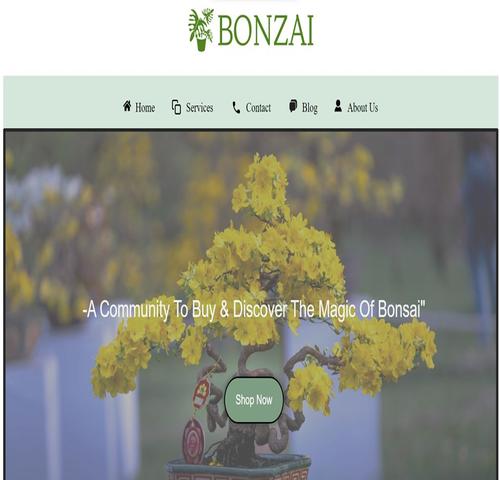 BONZAI
Home Services Contact Blog About Us
-A Community To Buy & Discover The Magic Of Bonsai"
Shop Now